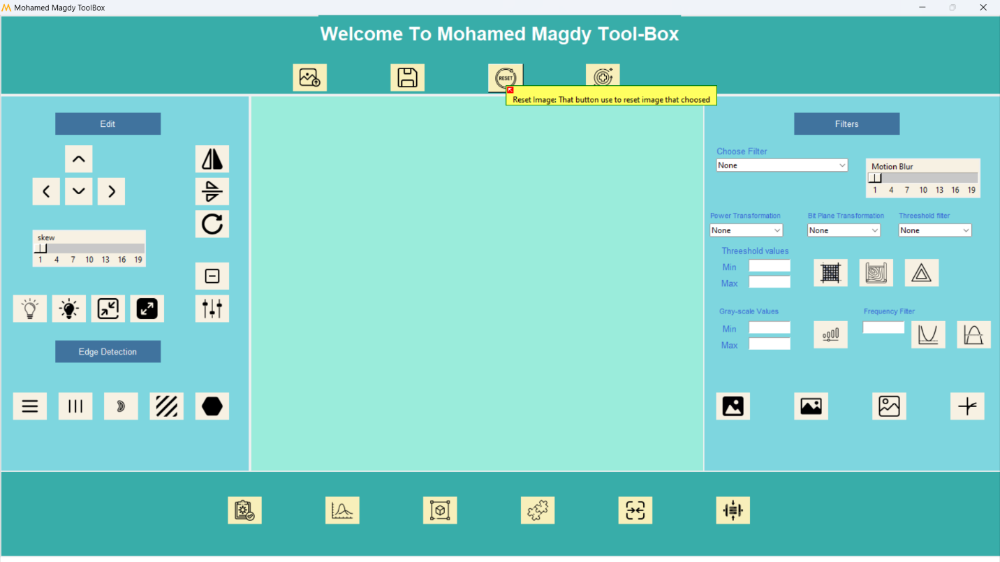 Mohamed Magdy ToolBox
Welcome To Mohamed Magdy Tool-Box
RESET
Reset Image: That button use to reset image that choosed
Edit
skew
1 4 7 10 13 16 19
Edge Detection
Filters
Choose Filter
None
Motion Blur
1 4 7 10 13 16 19
Power Transformation
Bit Plane Transformation
Threeshold filter
None
None
None
Threeshold values
Min
Max
Gray-scale Values
Min
Max
Frequency Filter